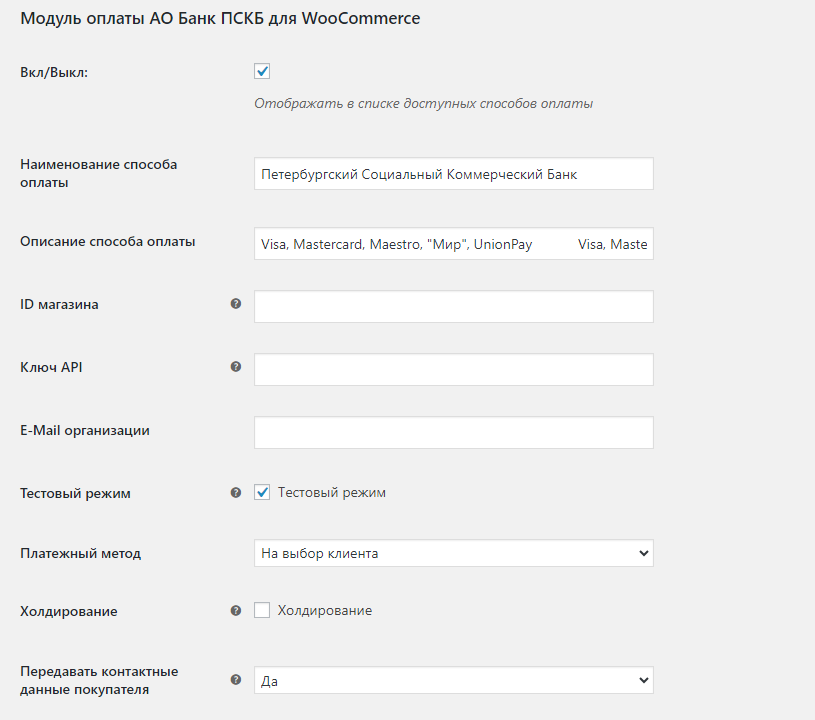 Модуль оплаты АО Банк ПСКБ для WooCommerce
Вкл/Выкл:
Отображать в списке доступных способов оплаты
Наименование способа
оплаты
Петербургский Социальный Коммерческий Банк
Описание способа оплаты
Visa, Mastercard, Maestro, "Мир", UnionPay Visa, Maste
ID магазина ?
Ключ API ?
E-Mail организации
Тестовый режим ? Тестовый режим
Платежный метод На выбор клиента
Холдирование ? Холдирование
Передавать контактные
данные покупателя
? Да